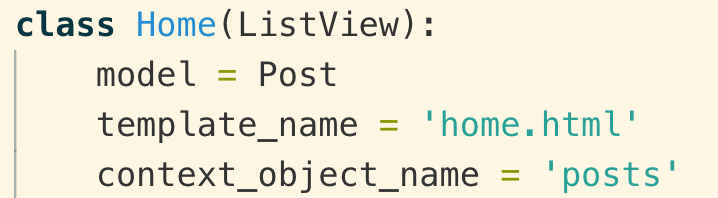 class Home(ListView):
    model = Post
    template_name = 'home.html'
    context_object_name = 'posts'